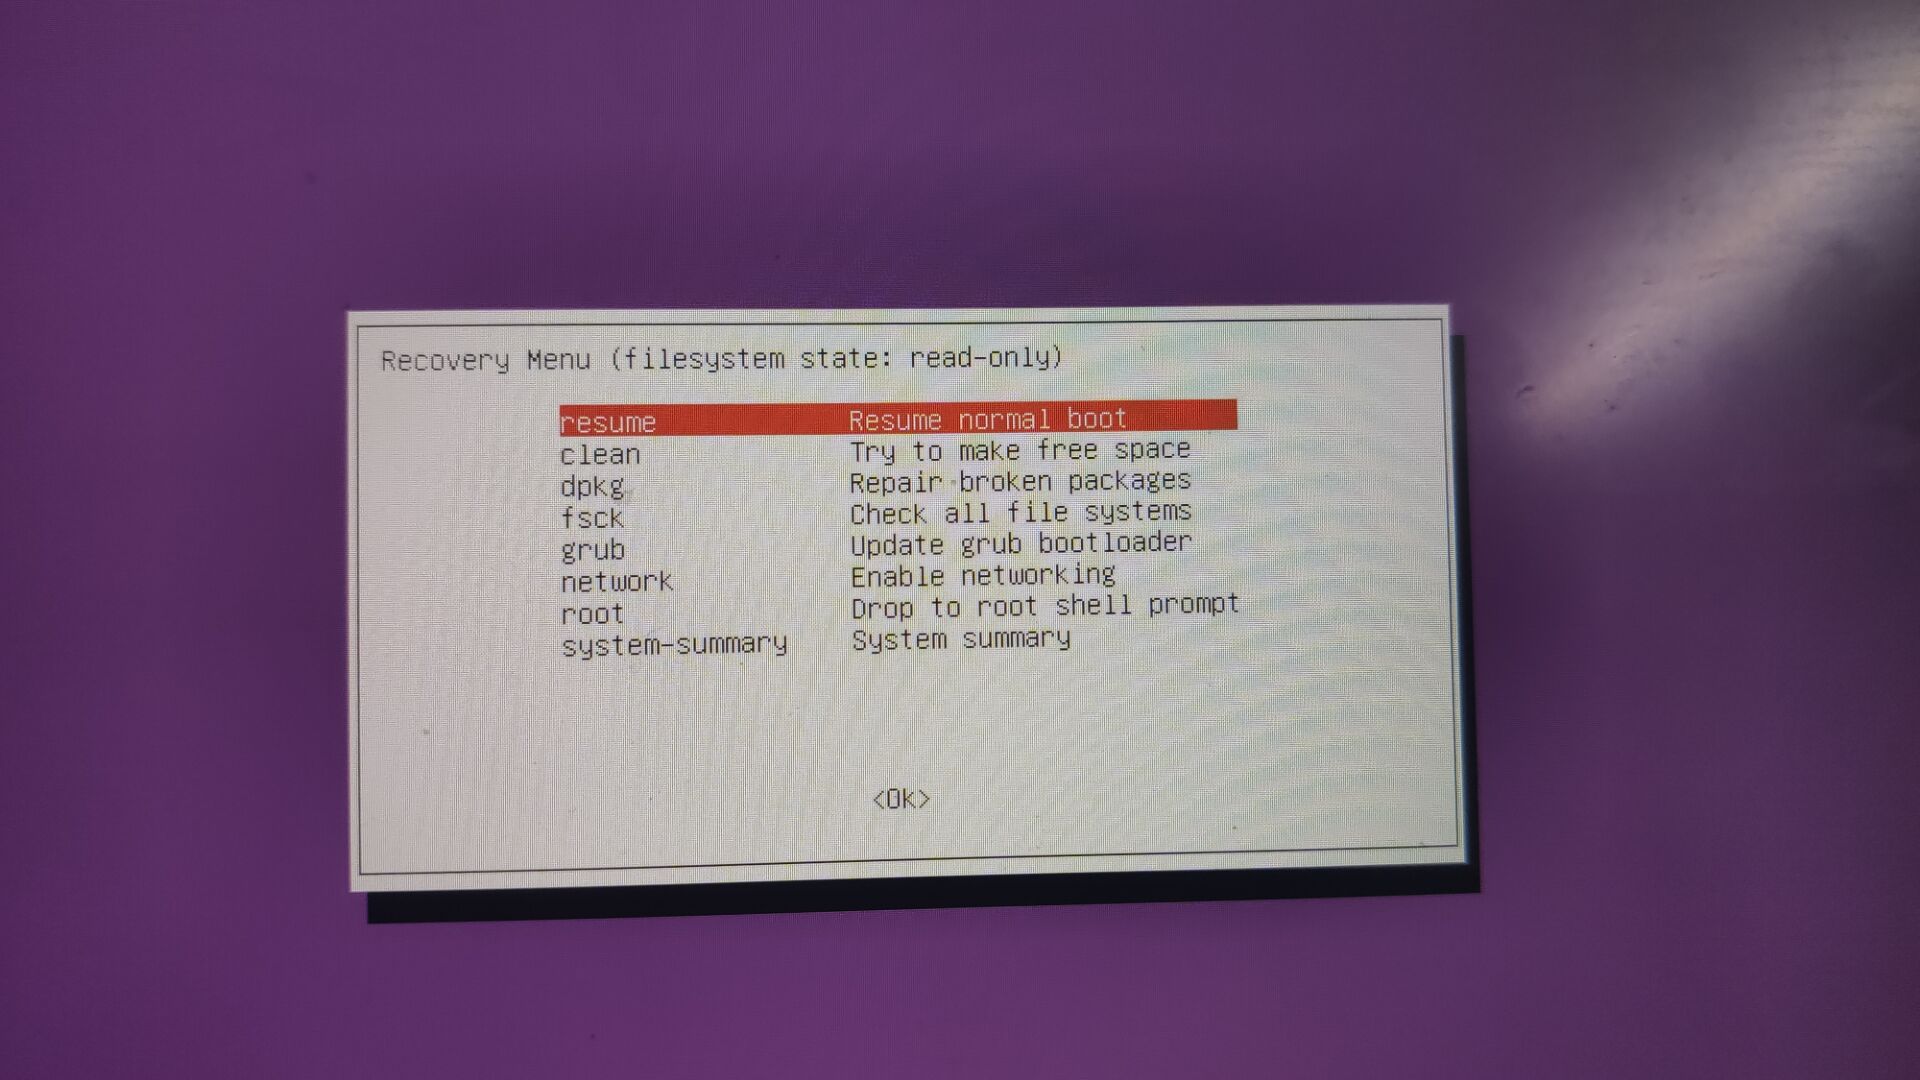 Recovery Menu (filesystem state: read-only)
resume Resume normal boot
clean Try to make free space
dpkg Repair broken packages
fsck Check all file systems
grub Update grub bootloader
network Enable networking
root Drop to root shell prompt
system-summary System summary
<Ok>